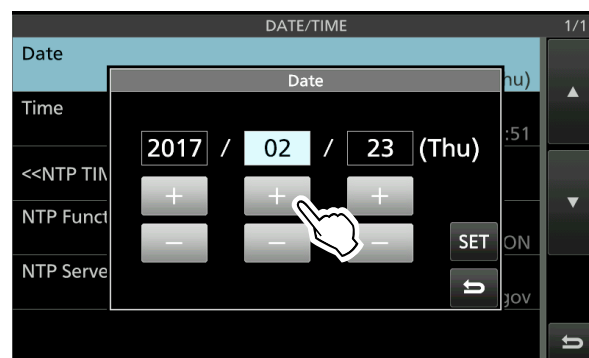 DATE/TIME 1/1
Date
Date
hu)
Time
:51
2017 / 02 / 23 (Thu)
<<NTP TIM
+ + +
NTP Funct
- - - SET ON
NTP Serve
gov